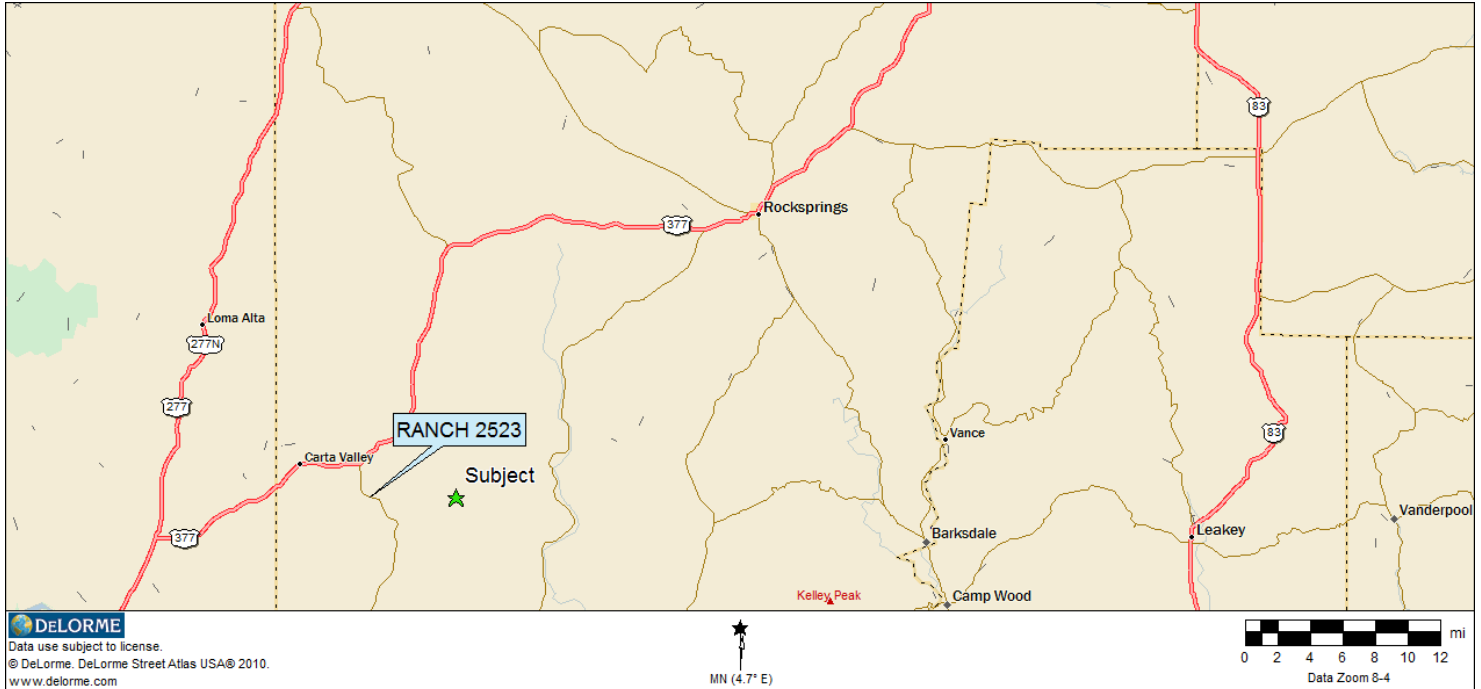 83
Rocksprings
377
Loma Alta
277N
277
RANCH 2523
83
Vance
Carta Valley
Subject
Vanderpool
377
Barksdale
Leakey
Kelley Peak
Camp Wood
DELORME
Data use subject to license.
© DeLorme. DeLorme Street Atlas USA® 2010.
www.delorme.com
MN (4.7° E)
mi
0 2 4 6 8 10 12
Data Zoom 8-4